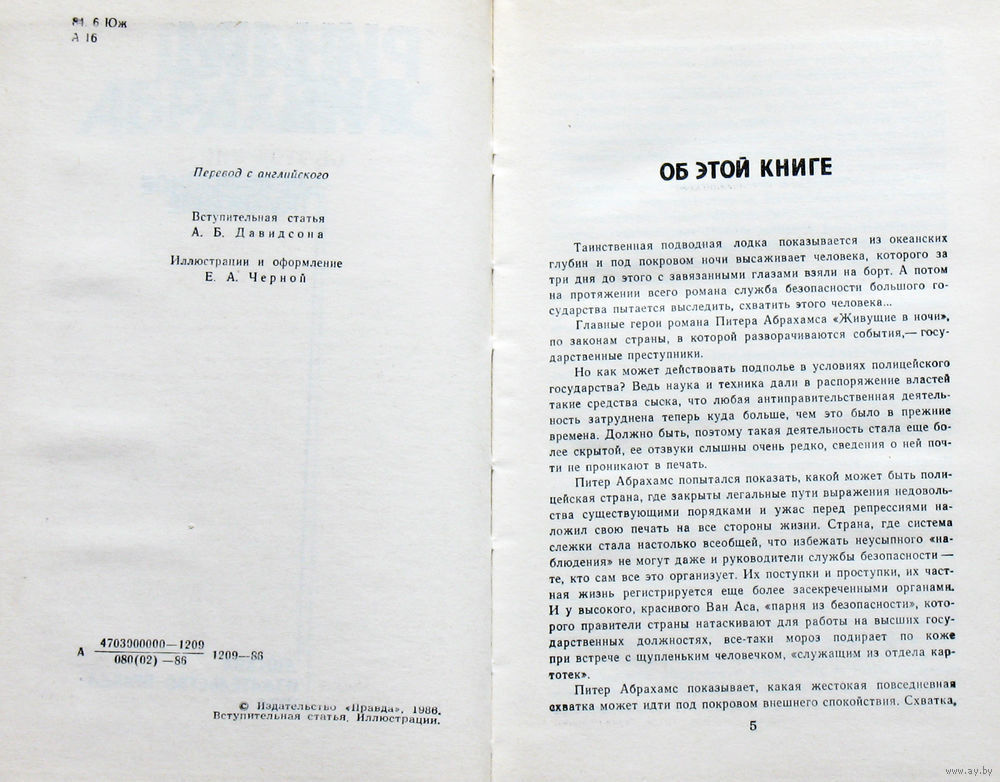 84. 6 Юж
А 16
Перевод с английского
Вступительная статья
А. Б. Давидсона
Иллюстрации и оформление
Е. А. Черной
А 4703000000—1209
080(02) —86 1209—86
© Издательство «Правда», 1986.
Вступительная статья. Иллюстрации.
ОБ ЭТОЙ КНИГЕ
Таинственная подводная лодка показывается из океанских
глубин и под покровом ночи высаживает человека, которого за
три дня до этого с завязанными глазами взяли на борт. А потом
на протяжении всего романа служба безопасности большого го-
сударства пытается выследить, схватить этого человека...
Главные герои романа Питера Абрахамса «Живущие в ночи»,
по законам страны, в которой разворачиваются события,— госу-
дарственные преступники.
Но как может действовать подполье в условиях полицейского
государства? Ведь наука и техника дали в распоряжение властей
такие средства сыска, что любая антиправительственная деятель-
ность затруднена теперь куда больше, чем это было в прежние
времена. Должно быть, поэтому такая деятельность стала еще бо-
лее скрытой, ее отзвуки слышны очень редко, сведения о ней поч-
ти не проникают в печать.
Питер Абрахамс попытался показать, какой может быть поли-
цейская страна, где закрыты легальные пути выражения недоволь-
ства существующими порядками и ужас перед репрессиями на-
ложил свою печать на все стороны жизни. Страна, где система
слежки стала настолько всеобщей, что избежать неусыпного «на-
блюдения» не могут даже и руководители службы безопасности —
те, кто сам все это организует. Их поступки и проступки, их част-
ная жизнь регистрируется еще более засекреченными органами.
И у высокого, красивого Ван Аса, «парня из безопасности», кото-
рого правители страны натаскивают для работы на высших госу-
дарственных должностях, все-таки мороз подирает по коже
при встрече с щупленьким человечком, «служащим из отдела кар-
тотек».
Питер Абрахамс показывает, какая жестокая повседневная
схватка может идти под покровом внешнего спокойствия. Схватка,
5
www.ay.by